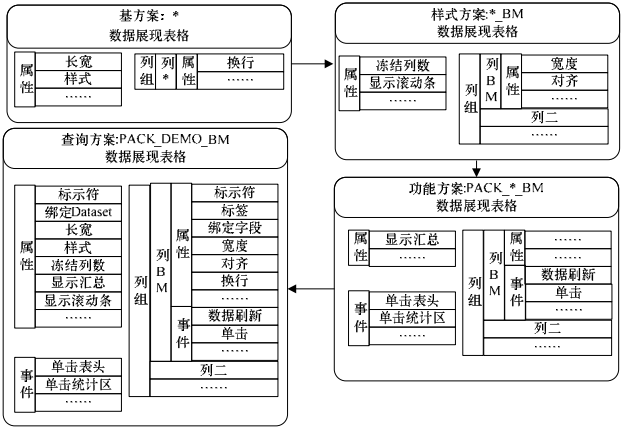 基方案：*
数据展现表格
属性
长宽
样式
……
列组
列*
属性
换行
……
样式方案:*_BM
数据展现表格
属性
冻结列数
显示滚动条
……
列组
列BM
属性
宽度
对齐
……
列二
……
查询方案:PACK_DEMO_BM
数据展现表格
属性
标示符
绑定Dataset
长宽
样式
冻结列数
显示汇总
显示滚动条
……
事件
单击表头
单击统计区
……
列组
列BM
属性
标示符
标签
绑定字段
宽度
对齐
换行
……
事件
数据刷新
单击
……
列二
……
功能方案:PACK_*_BM
数据展现表格
属性
显示汇总
……
事件
单击表头
单击统计区
……
列组
列BM
属性
……
……
事件
数据刷新
单击
……
列二
……